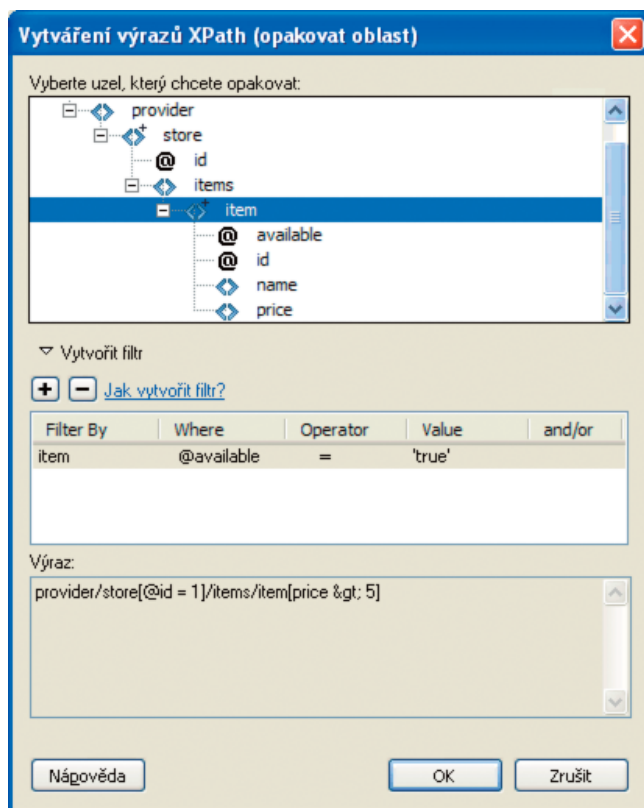 Vytváření výrazů XPath (opakovat oblast)
Vyberte uzel, který chcete opakovat:
provider
store
@ id
items
item
@ available
@ id
name
price
Vytvořit filtr
+ − Jak vytvořit filtr?
Filter By Where Operator Value and/or
item @available = 'true'
Výraz:
provider/store[@id = 1]/items/item[price &gt; 5]
Nápověda OK Zrušit